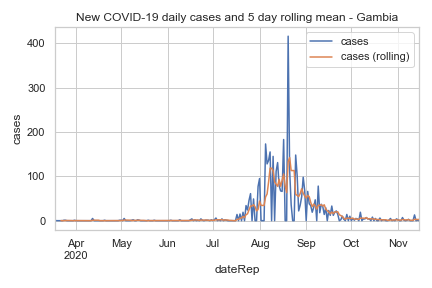 New COVID-19 daily cases and 5 day rolling mean - Gambia
cases
cases (rolling)
400
300
200
100
0
cases
Apr
2020
May
Jun
Jul
Aug
Sep
Oct
Nov
dateRep